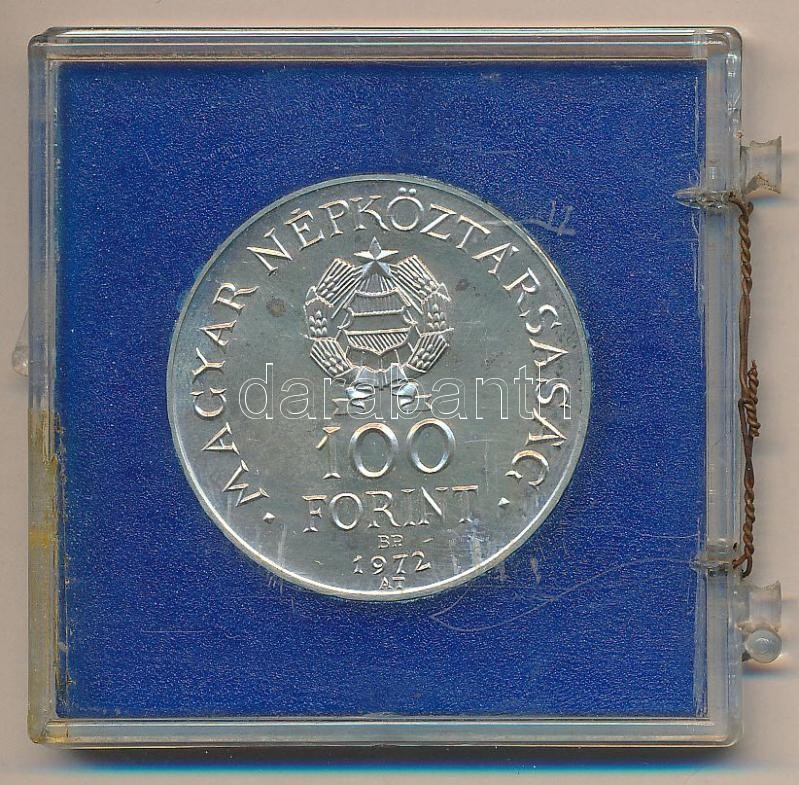 MAGYAR NÉPKÖZTÁRSASÁG
darabanth
100
FORINT
BP.
1972
AT